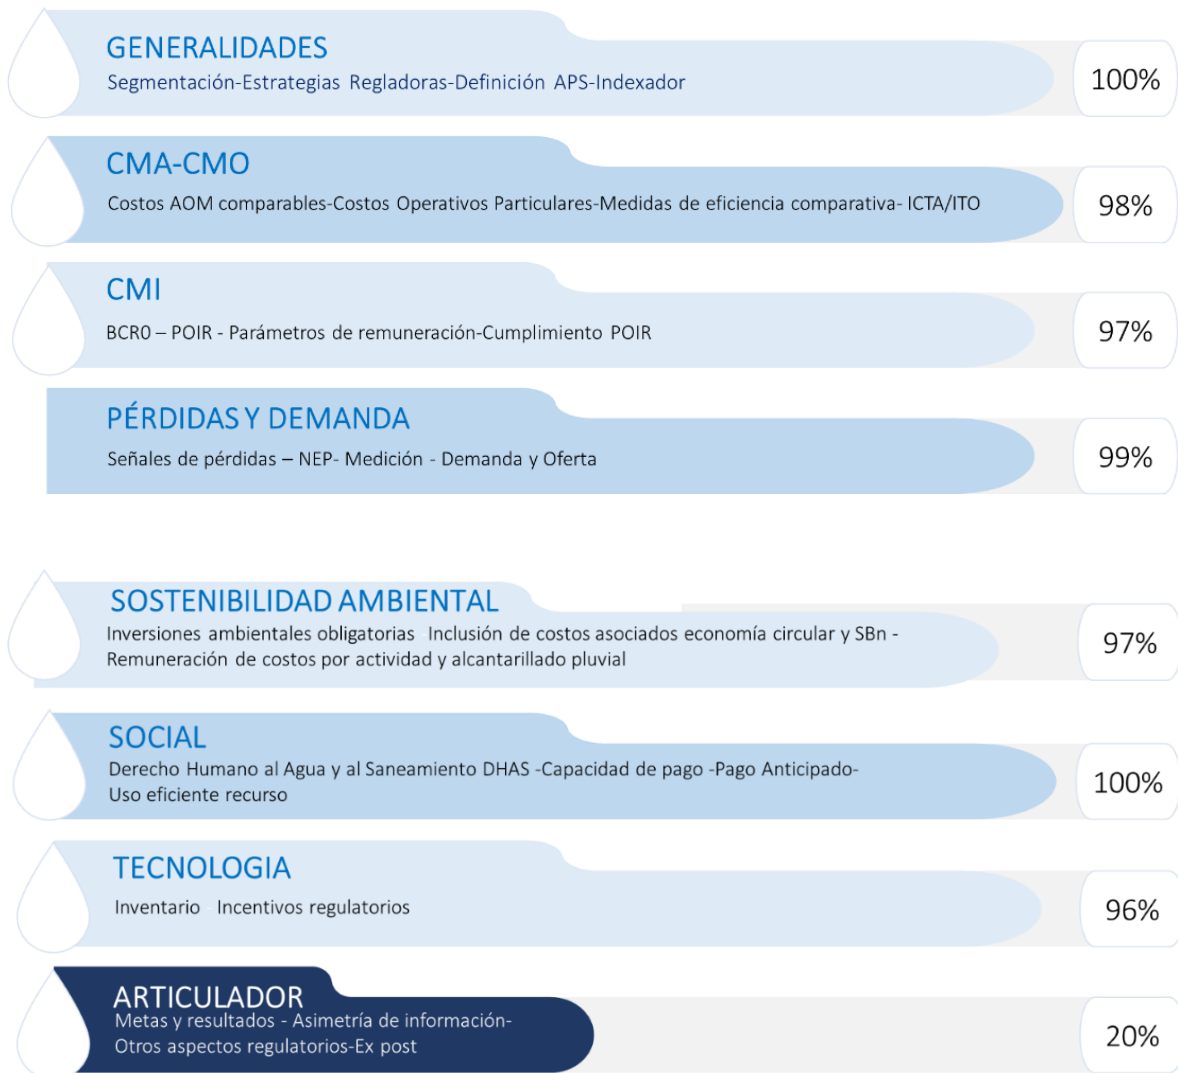 GENERALIDADES
Segmentación-Estrategias Regladoras-Definición APS-Indexador
100%
CMA-CMO
Costos AOM comparables-Costos Operativos Particulares-Medidas de eficiencia comparativa- ICTA/ITO
98%
CMI
BCR0 – POIR - Parámetros de remuneración-Cumplimiento POIR
97%
PÉRDIDAS Y DEMANDA
Señales de pérdidas – NEP- Medición - Demanda y Oferta
99%
SOSTENIBILIDAD AMBIENTAL
Inversiones ambientales obligatorias -Inclusión de costos asociados economía circular y SBn -
Remuneración de costos por actividad y alcantarillado pluvial
97%
SOCIAL
Derecho Humano al Agua y al Saneamiento DHAS -Capacidad de pago -Pago Anticipado-
Uso eficiente recurso
100%
TECNOLOGIA
Inventario - Incentivos regulatorios
96%
ARTICULADOR
Metas y resultados - Asimetría de información-
Otros aspectos regulatorios-Ex post
20%